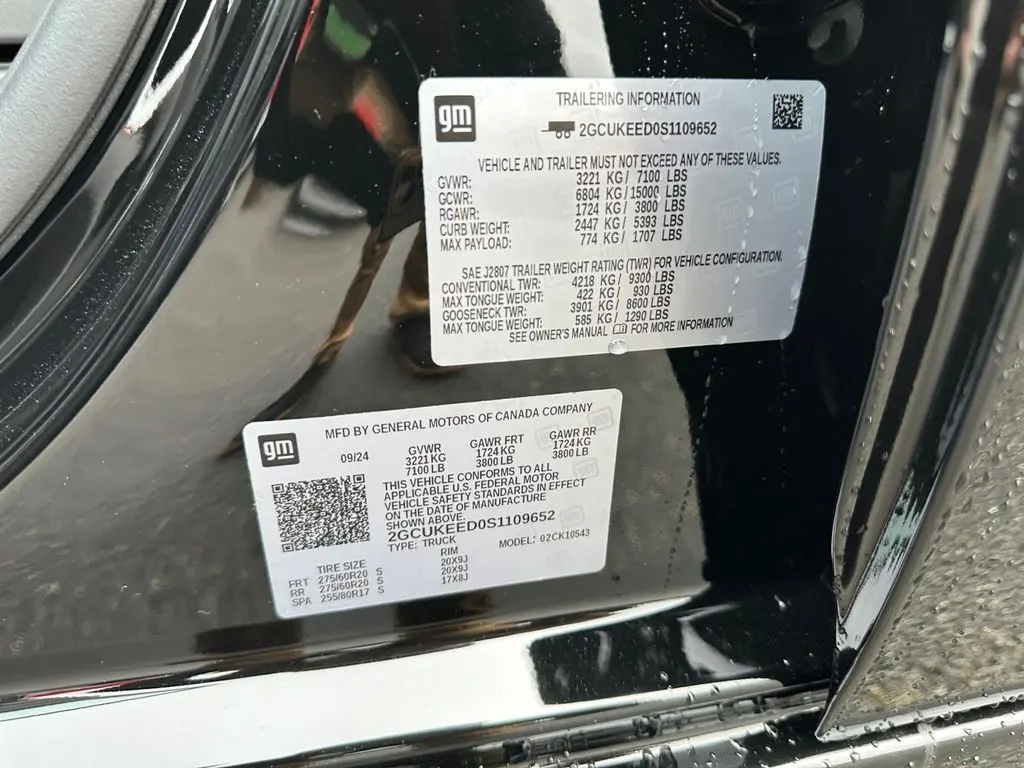 gm
TRAILERING INFORMATION
2GCUKEED0S1109652
VEHICLE AND TRAILER MUST NOT EXCEED ANY OF THESE VALUES.
GVWR: 3221 KG/ 7100 LBS
GCWR: 6804 KG/ 15000 LBS
RGAWR: 1724 KG/ 3800 LBS
CURB WEIGHT: 2447 KG/ 5393 LBS
MAX PAYLOAD: 774 KG/ 1707 LBS
SAE J2807 TRAILER WEIGHT RATING (TWR) FOR VEHICLE CONFIGURATION.
CONVENTIONAL TWR: 4218 KG/ 9300 LBS
MAX TONGUE WEIGHT: 422 KG/ 930 LBS
GOOSENECK TWR: 3901 KG/ 8600 LBS
MAX TONGUE WEIGHT: 585 KG/ 1290 LBS
SEE OWNER'S MANUAL FOR MORE INFORMATION
gm
MFD BY GENERAL MOTORS OF CANADA COMPANY
09/24 GVWR GAWR FRT GAWR RR
3221 KG 1724 KG 1724 KG
7100 LB 3800 LB 3800 LB
THIS VEHICLE CONFORMS TO ALL
APPLICABLE U.S. FEDERAL MOTOR
VEHICLE SAFETY STANDARDS IN EFFECT
ON THE DATE OF MANUFACTURE
SHOWN ABOVE.
2GCUKEED0S1109652
TYPE: TRUCK MODEL: 02CK10543
TIRE SIZE RIM
FRT 275/60R20 S 20X9J
RR 275/60R20 S 20X9J
SPA 255/80R17 S 17X8J